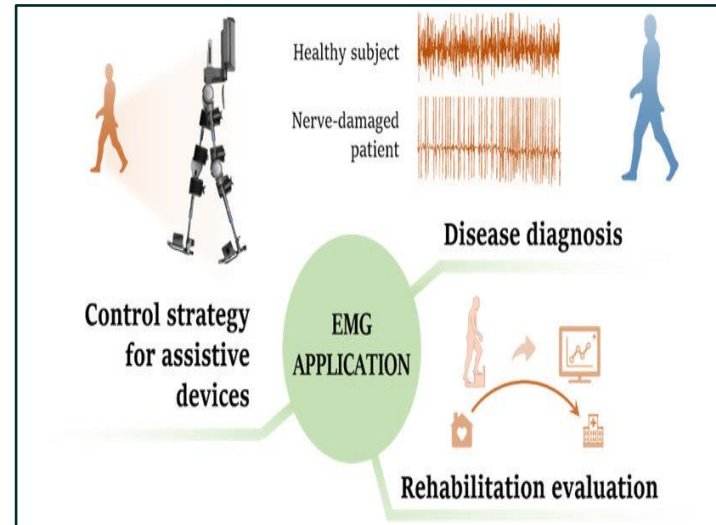 Healthy subject
Nerve-damaged
patient
Disease diagnosis
Control strategy
for assistive
devices
EMG
APPLICATION
Rehabilitation evaluation